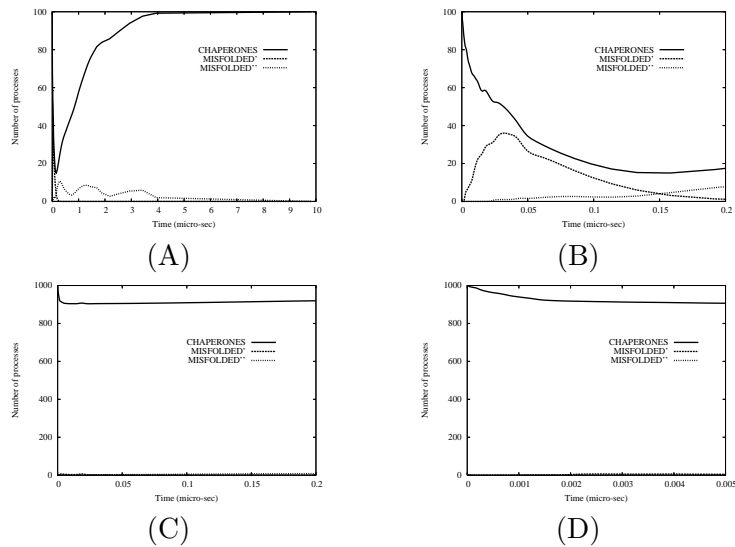 100
80
60
40
20
0
Number of processes
CHAPERONES
MISFOLDED'
MISFOLDED''
0 1 2 3 4 5 6 7 8 9 10
Time (micro-sec)
(A)
100
80
60
40
20
0
Number of processes
CHAPERONES
MISFOLDED'
MISFOLDED''
0 0.05 0.1 0.15 0.2
Time (micro-sec)
(B)
1000
800
600
400
200
0
Number of processes
CHAPERONES
MISFOLDED'
MISFOLDED''
0 0.05 0.1 0.15 0.2
Time (micro-sec)
(C)
1000
800
600
400
200
0
Number of processes
CHAPERONES
MISFOLDED'
MISFOLDED''
0 0.001 0.002 0.003 0.004 0.005
Time (micro-sec)
(D)